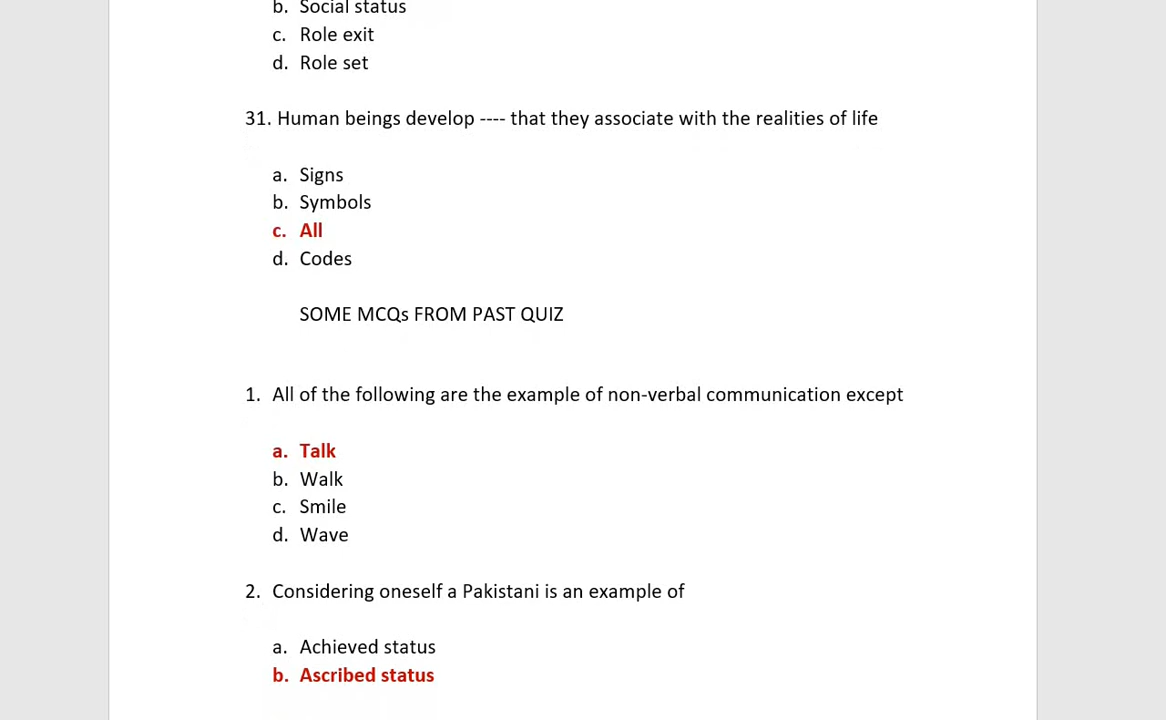 b. Social status
c. Role exit
d. Role set
31. Human beings develop ---- that they associate with the realities of life
a. Signs
b. Symbols
c. All
d. Codes
SOME MCQs FROM PAST QUIZ
1. All of the following are the example of non-verbal communication except
a. Talk
b. Walk
c. Smile
d. Wave
2. Considering oneself a Pakistani is an example of
a. Achieved status
b. Ascribed status